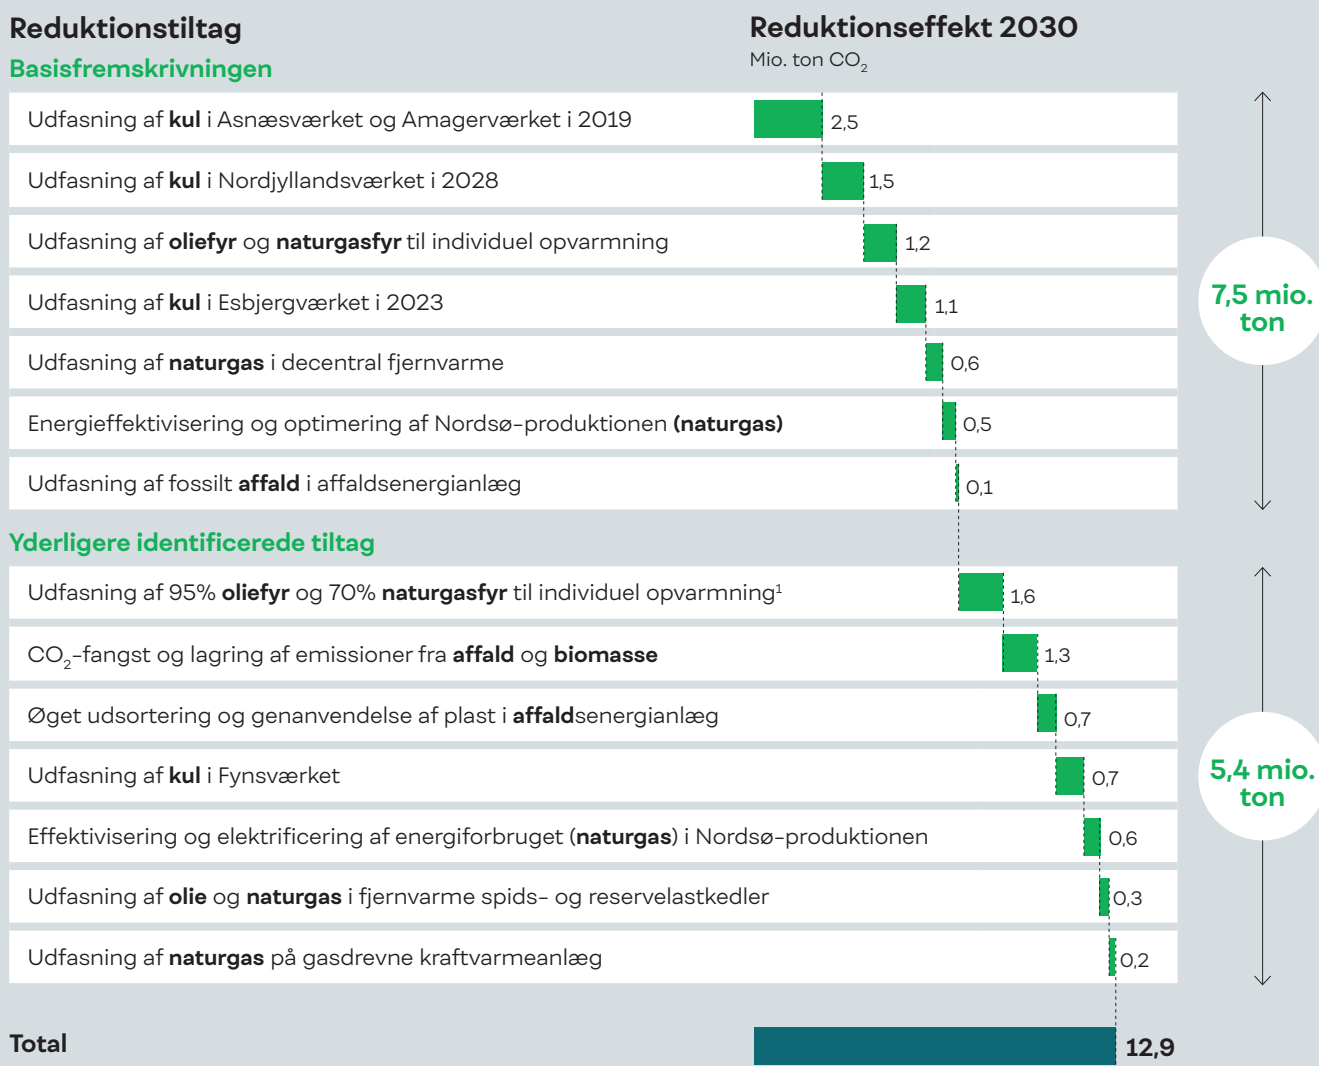 Reduktionstiltag
Reduktionseffekt 2030
Basisfremskrivningen
Mio. ton CO₂
Udfasning af kul i Asnæsværket og Amagerværket i 2019
2,5
Udfasning af kul i Nordjyllandsværket i 2028
1,5
Udfasning af oliefyr og naturgasfyr til individuel opvarmning
1,2
Udfasning af kul i Esbjergværket i 2023
1,1
Udfasning af naturgas i decentral fjernvarme
0,6
Energieffektivisering og optimering af Nordsø-produktionen (naturgas)
0,5
Udfasning af fossilt affald i affaldsenergianlæg
0,1
7,5 mio.
ton
Yderligere identificerede tiltag
Udfasning af 95% oliefyr og 70% naturgasfyr til individuel opvarmning¹
1,6
CO₂-fangst og lagring af emissioner fra affald og biomasse
1,3
Øget udsortering og genanvendelse af plast i affaldsenergianlæg
0,7
Udfasning af kul i Fynsværket
0,7
Effektivisering og elektrificering af energiforbruget (naturgas) i Nordsø-produktionen
0,6
Udfasning af olie og naturgas i fjernvarme spids- og reservelastkedler
0,3
Udfasning af naturgas på gasdrevne kraftvarmeanlæg
0,2
5,4 mio.
ton
Total
12,9